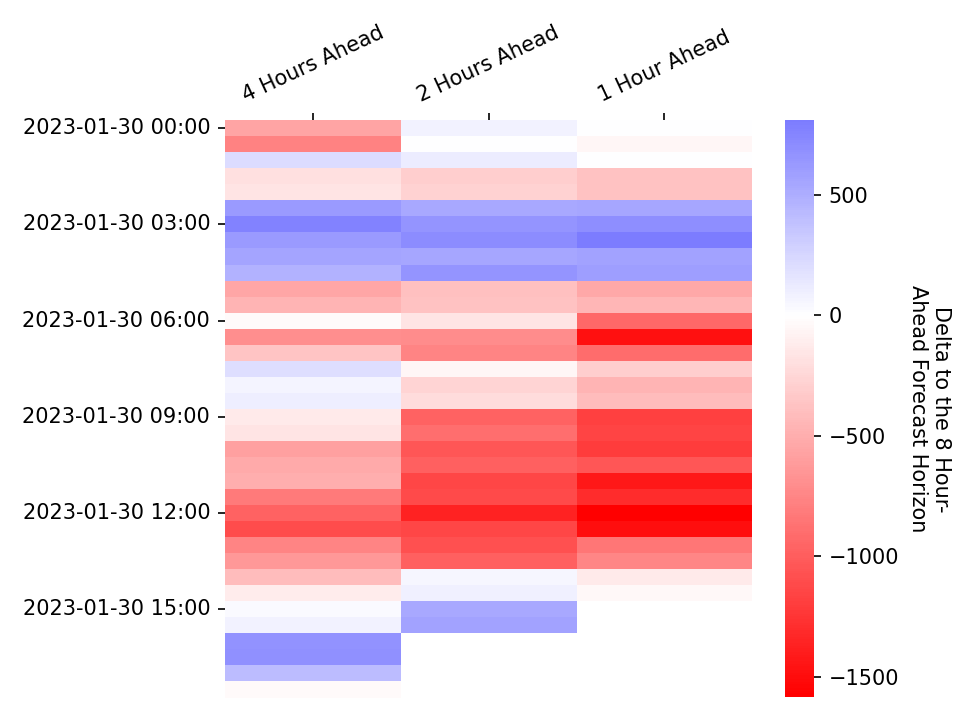 4 Hours Ahead
2 Hours Ahead
1 Hour Ahead
2023-01-30 00:00
2023-01-30 03:00
2023-01-30 06:00
2023-01-30 09:00
2023-01-30 12:00
2023-01-30 15:00
500
0
−500
−1000
−1500
Delta to the 8 Hour-
Ahead Forecast Horizon